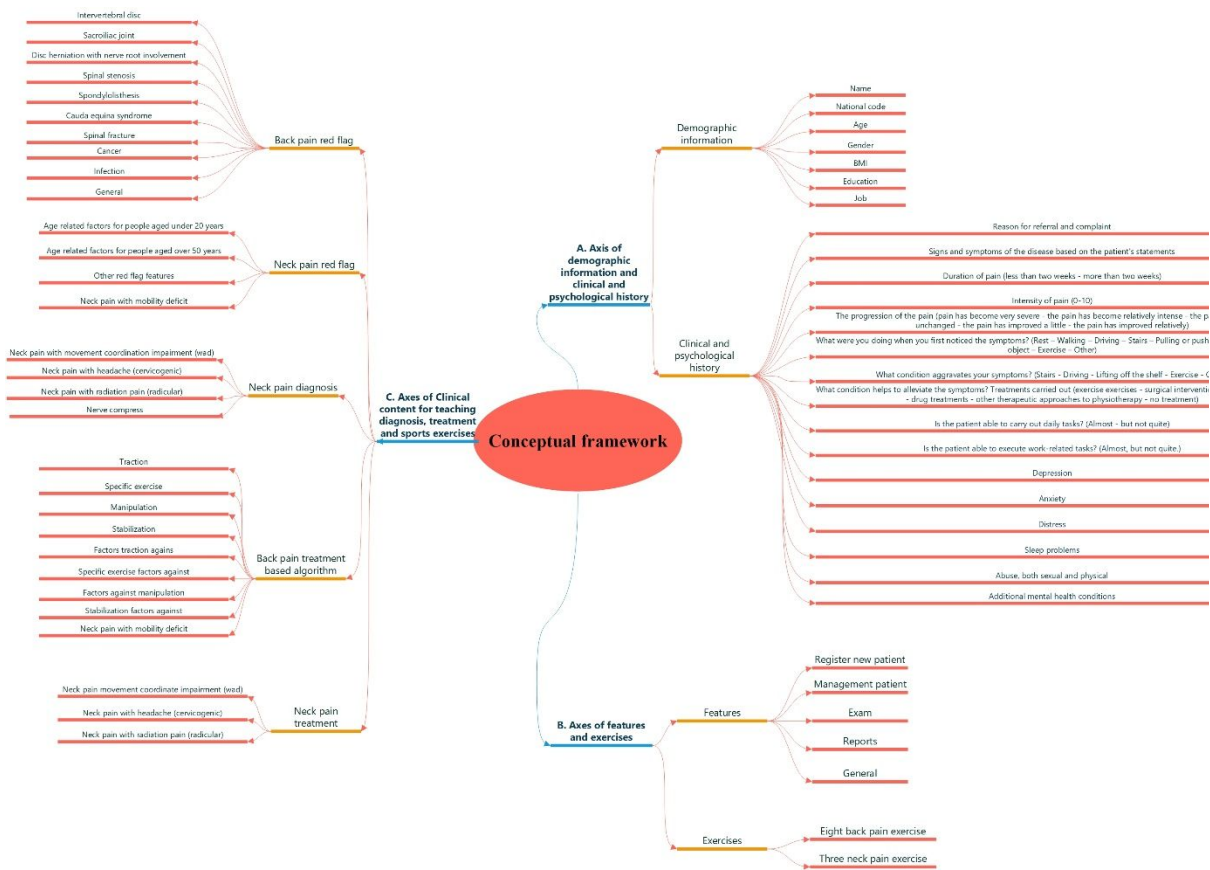 Conceptual framework
A. Axis of
demographic
information and
clinical and
psychological history
Demographic
information
Name
National code
Age
Gender
BMI
Education
Job
Clinical and
psychological
history
Reason for referral and complaint
Signs and symptoms of the disease based on the patient's statements
Duration of pain (less than two weeks - more than two weeks)
Intensity of pain (0-10)
The progression of the pain (pain has become very severe - the pain has become relatively intense - the pa
unchanged - the pain has improved a little - the pain has improved relatively)
What were you doing when you first noticed the symptoms? (Rest – Walking – Driving – Stairs – Pulling or push
object – Exercise – Other)
What condition aggravates your symptoms? (Stairs - Driving - Lifting off the shelf - Exercise -
What condition helps to alleviate the symptoms? Treatments carried out (exercise exercises - surgical interventi
- drug treatments - other therapeutic approaches to physiotherapy - no treatment)
Is the patient able to carry out daily tasks? (Almost - but not quite)
Is the patient able to execute work-related tasks? (Almost, but not quite.)
Depression
Anxiety
Distress
Sleep problems
Abuse, both sexual and physical
Additional mental health conditions
B. Axes of features
and exercises
Features
Register new patient
Management patient
Exam
Reports
General
Exercises
Eight back pain exercise
Three neck pain exercise
C. Axes of Clinical
content for teaching
diagnosis, treatment
and sports exercises
Back pain red flag
Intervertebral disc
Sacroiliac joint
Disc herniation with nerve root involvement
Spinal stenosis
Spondylolisthesis
Cauda equina syndrome
Spinal fracture
Cancer
Infection
General
Neck pain red flag
Age related factors for people aged under 20 years
Age related factors for people aged over 50 years
Other red flag features
Neck pain with mobility deficit
Neck pain diagnosis
Neck pain with movement coordination impairment (wad)
Neck pain with headache (cervicogenic)
Neck pain with radiation pain (radicular)
Nerve compress
Back pain treatment
based algorithm
Traction
Specific exercise
Manipulation
Stabilization
Factors traction agains
Specific exercise factors against
Factors against manipulation
Stabilization factors against
Neck pain with mobility deficit
Neck pain
treatment
Neck pain movement coordinate impairment (wad)
Neck pain with headache (cervicogenic)
Neck pain with radiation pain (radicular)